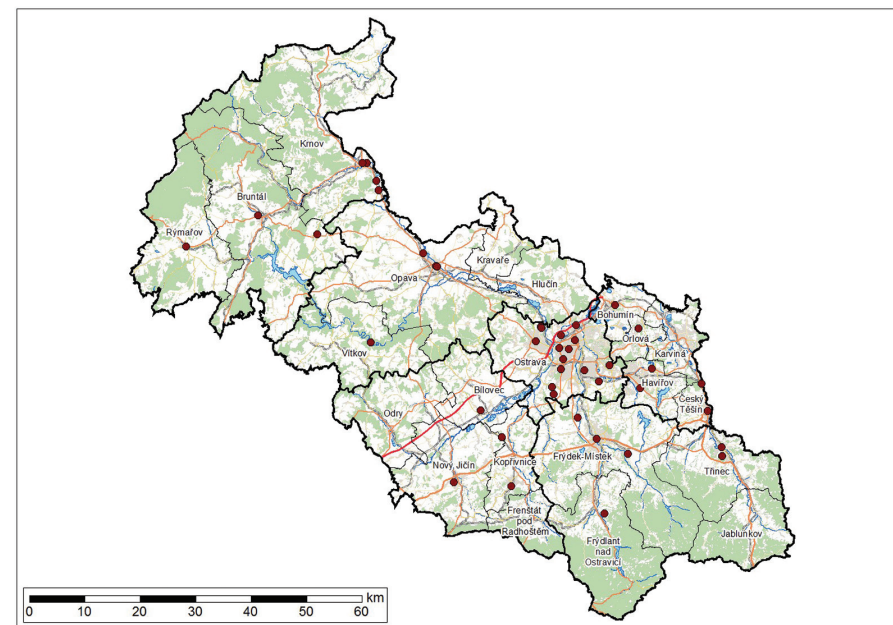 Krnov
Bruntál
Rýmařov
Kravaře
Opava
Hlučín
Bohumín
Orlová
Karviná
Vítkov
Ostrava
Havířov
Bílovec
Český
Těšín
Odry
Frýdek-Místek
Třinec
Nový Jičín
Kopřivnice
Frenštát
pod
Radhoštěm
Jablunkov
Frýdlant
nad
Ostravicí
km
0 10 20 30 40 50 60